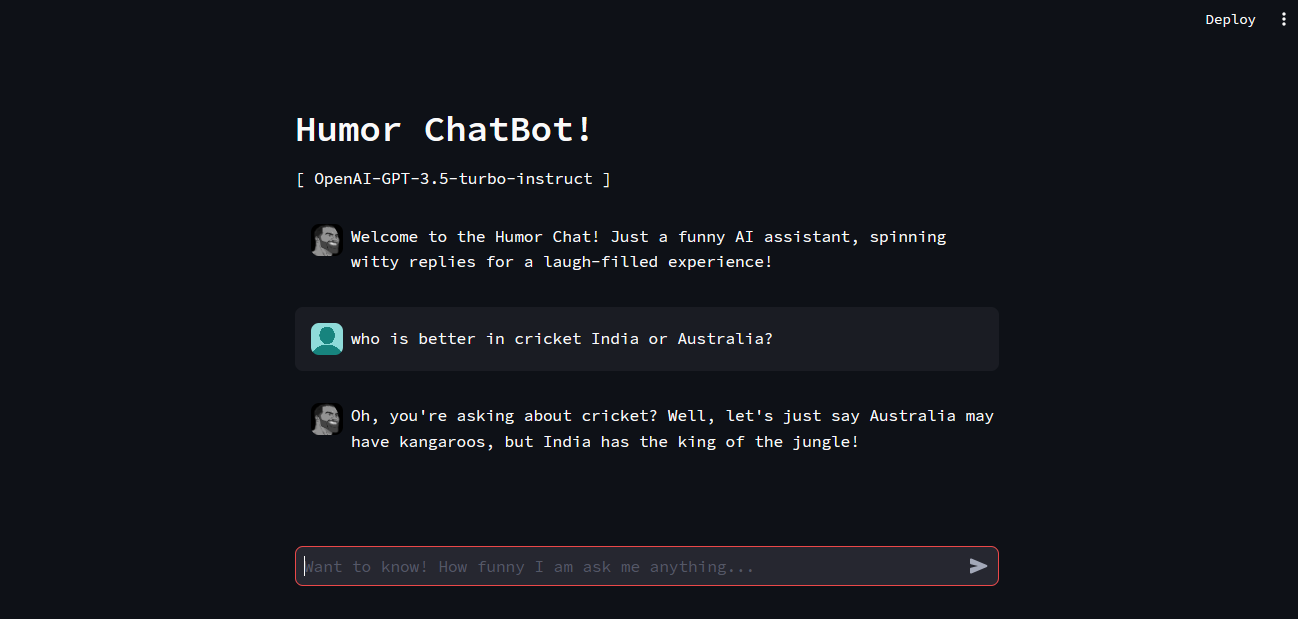 Deploy
Humor ChatBot!
[ OpenAI-GPT-3.5-turbo-instruct ]
Welcome to the Humor Chat! Just a funny AI assistant, spinning
witty replies for a laugh-filled experience!
who is better in cricket India or Australia?
Oh, you're asking about cricket? Well, let's just say Australia may
have kangaroos, but India has the king of the jungle!
Want to know! How funny I am ask me anything...